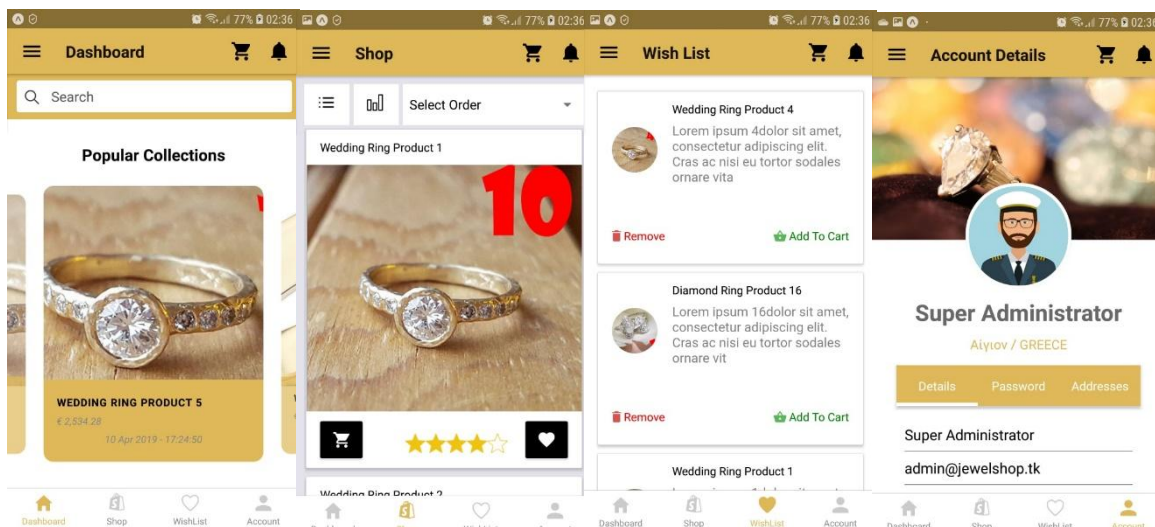 77% 02:36
Dashboard
Search
Popular Collections
WEDDING RING PRODUCT 5
€ 2,534.28
10 Apr 2019 - 17:24:50
Dashboard
Shop
WishList
Account
77% 02:36
Shop
Select Order
Wedding Ring Product 1
10
Wedding Ring Product 2
77% 02:36
Wish List
Wedding Ring Product 4
Lorem ipsum 4dolor sit amet,
consectetur adipiscing elit.
Cras ac nisi eu tortor sodales
ornare vita
Remove
Add To Cart
Diamond Ring Product 16
Lorem ipsum 16dolor sit amet,
consectetur adipiscing elit.
Cras ac nisi eu tortor sodales
ornare vit
Remove
Add To Cart
Wedding Ring Product 1
Dashboard
Shop
WishList
Account
77% 02:36
Account Details
Super Administrator
Αίγιον / GREECE
Details
Password
Addresses
Super Administrator
admin@jewelshop.tk
Dashboard
Shop
WishList
Account